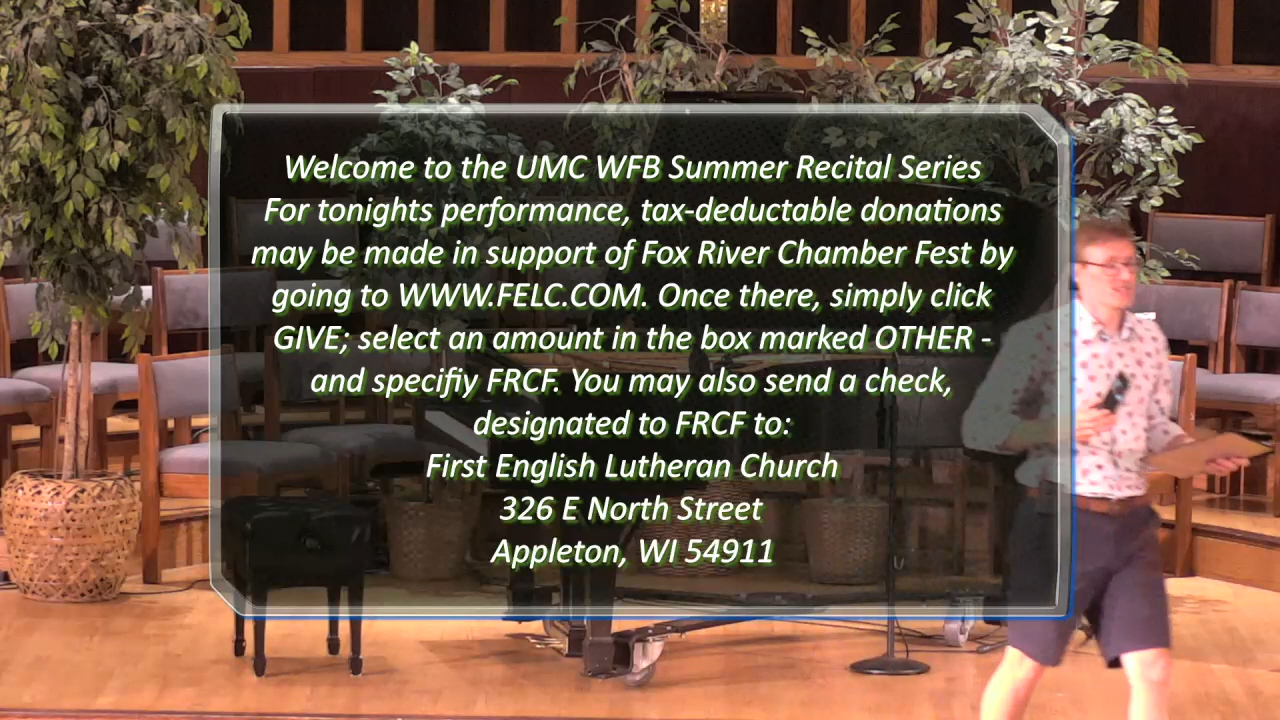 Welcome to the UMC WFB Summer Recital Series
For tonights performance, tax-deductable donations
may be made in support of Fox River Chamber Fest by
going to WWW.FELC.COM. Once there, simply click
GIVE; select an amount in the box marked OTHER -
and specifiy FRCF. You may also send a check,
designated to FRCF to:
First English Lutheran Church
326 E North Street
Appleton, WI 54911